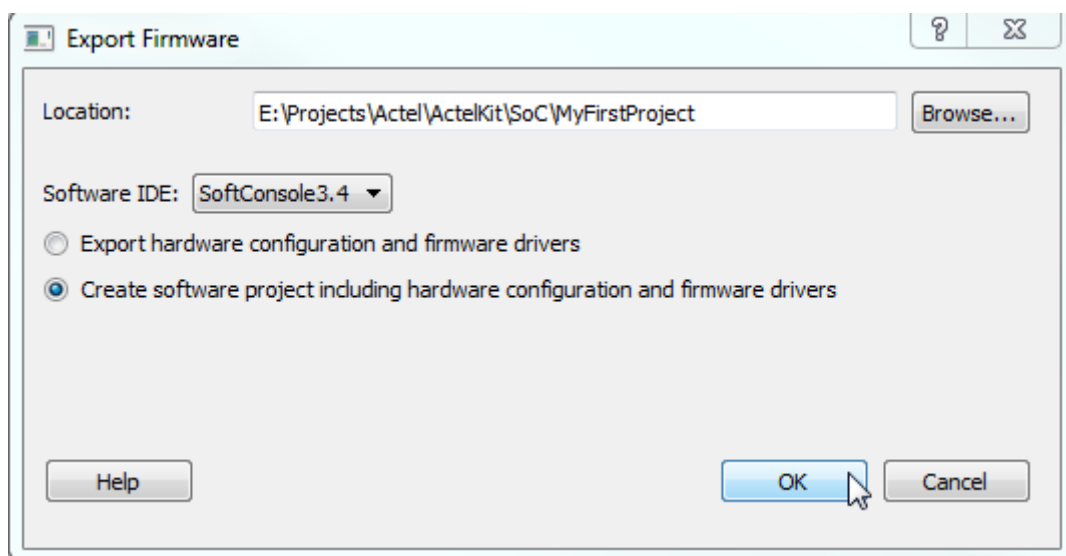 Export Firmware
Location: E:\Projects\Actel\ActelKit\SoC\MyFirstProject Browse...
Software IDE: SoftConsole3.4
Export hardware configuration and firmware drivers
Create software project including hardware configuration and firmware drivers
Help OK Cancel